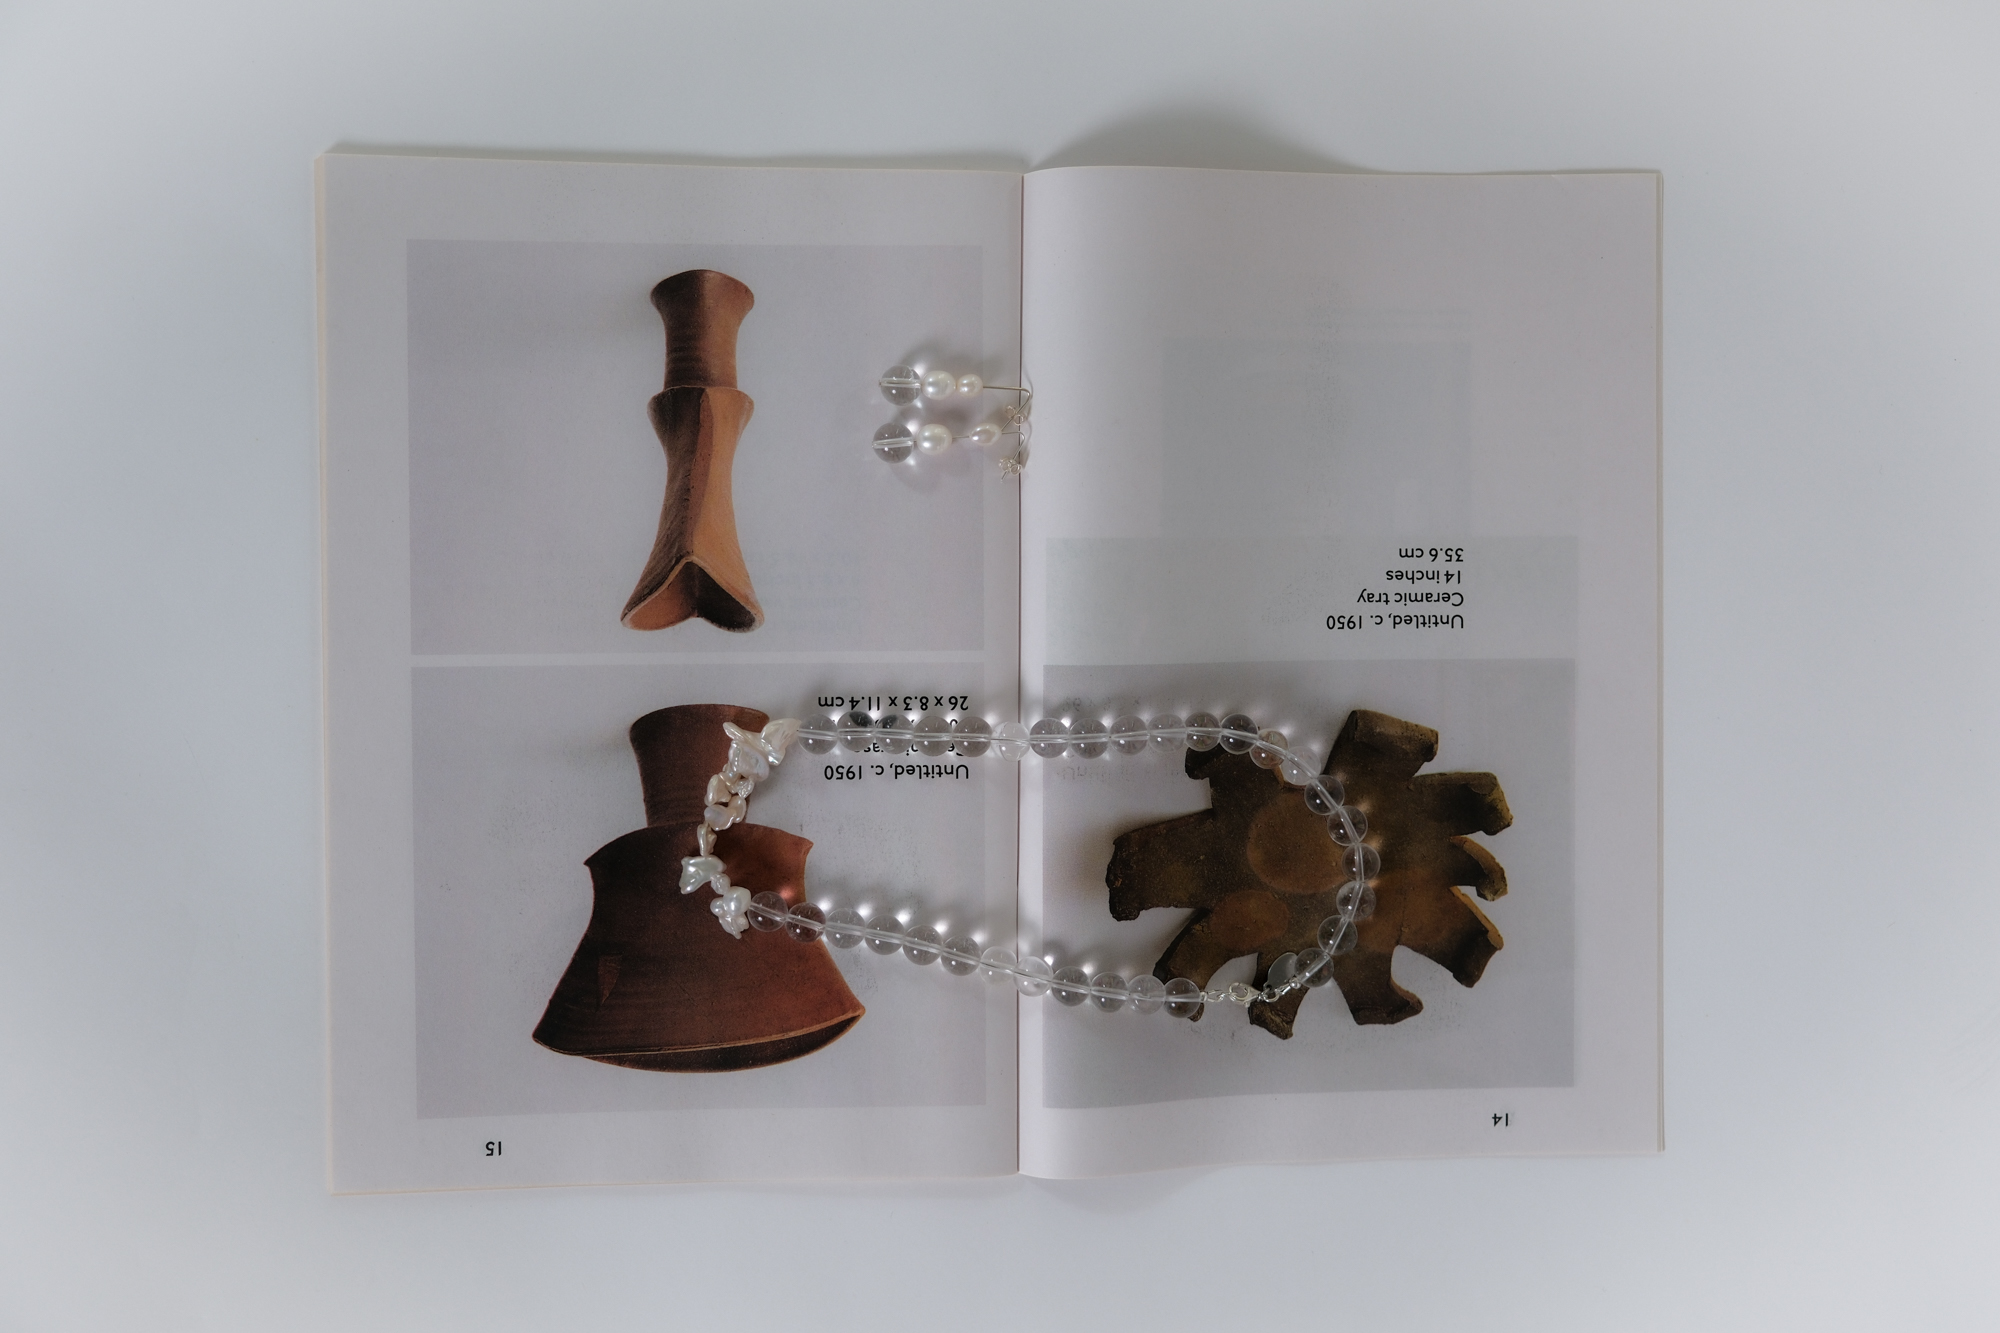 Untitled, c. 1950
Ceramic tray
14 inches
35.6 cm
14
Untitled, c. 1950
26 x 8.3 x 11.4 cm
15